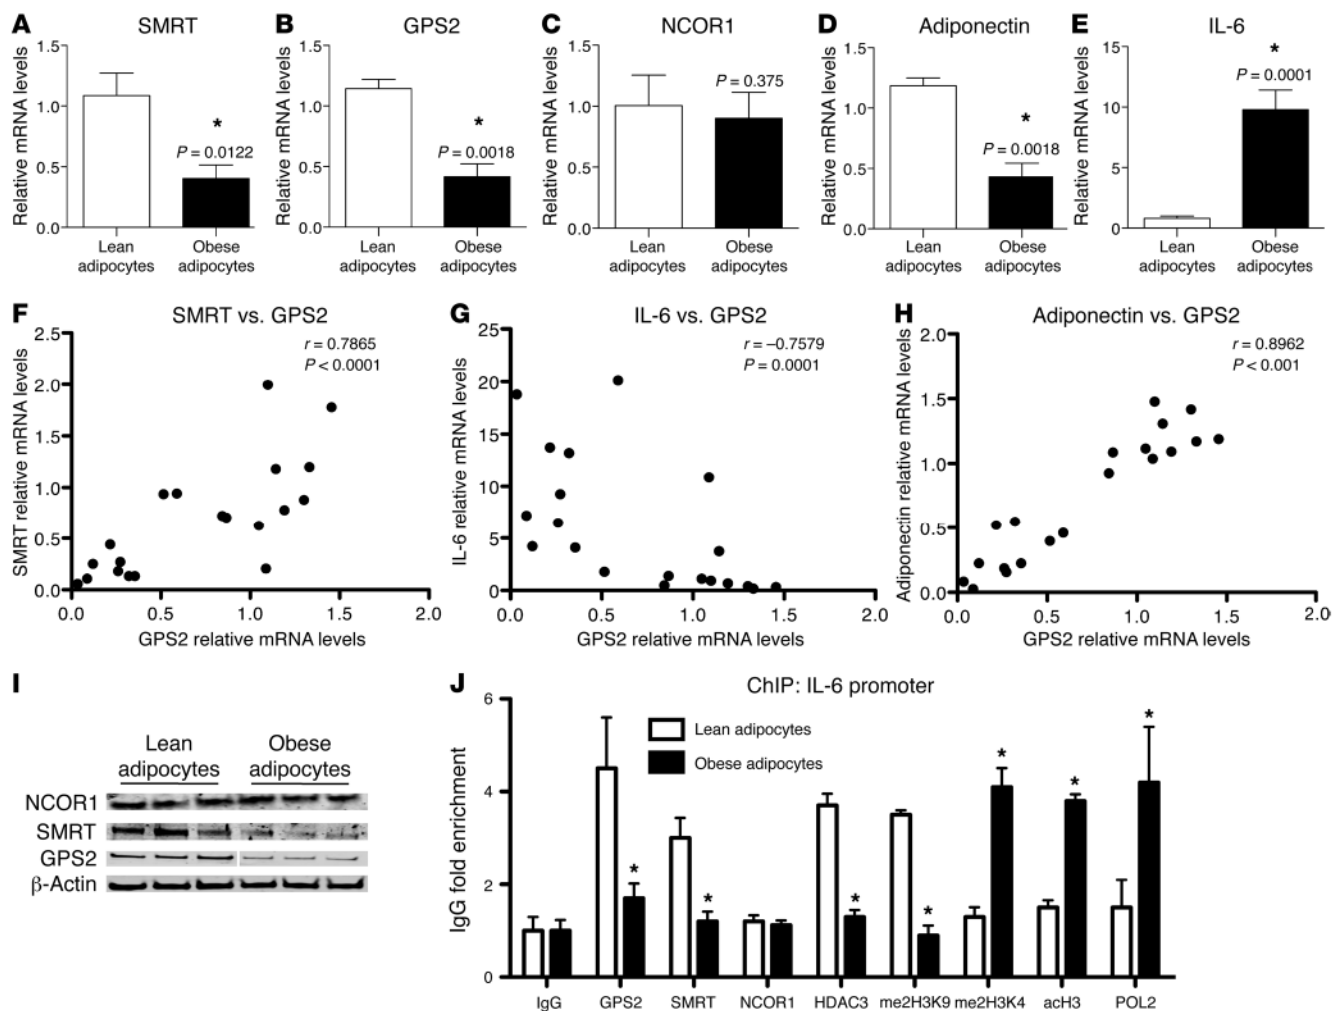 A SMRT
Relative mRNA levels
1.5
1.0
0.5
0.0
*
P = 0.0122
Lean adipocytes
Obese adipocytes
B GPS2
Relative mRNA levels
1.5
1.0
0.5
0.0
*
P = 0.0018
Lean adipocytes
Obese adipocytes
C NCOR1
Relative mRNA levels
1.5
1.0
0.5
0.0
P = 0.375
Lean adipocytes
Obese adipocytes
D Adiponectin
Relative mRNA levels
1.5
1.0
0.5
0.0
*
P = 0.0018
Lean adipocytes
Obese adipocytes
E IL-6
Relative mRNA levels
15
10
5
0
*
P = 0.0001
Lean adipocytes
Obese adipocytes
F SMRT vs. GPS2
r = 0.7865
P < 0.0001
SMRT relative mRNA levels
2.5
2.0
1.5
1.0
0.5
0.0
0.0 0.5 1.0 1.5 2.0
GPS2 relative mRNA levels
G IL-6 vs. GPS2
r = –0.7579
P = 0.0001
IL-6 relative mRNA levels
25
20
15
10
5
0
0.0 0.5 1.0 1.5 2.0
GPS2 relative mRNA levels
H Adiponectin vs. GPS2
r = 0.8962
P < 0.001
Adiponectin relative mRNA levels
2.0
1.5
1.0
0.5
0.0
0.0 0.5 1.0 1.5 2.0
GPS2 relative mRNA levels
I
Lean adipocytes
Obese adipocytes
NCOR1
SMRT
GPS2
β-Actin
J ChIP: IL-6 promoter
Lean adipocytes
Obese adipocytes
IgG fold enrichment
6
4
2
0
* * * * * * *
IgG GPS2 SMRT NCOR1 HDAC3 me2H3K9 me2H3K4 acH3 POL2